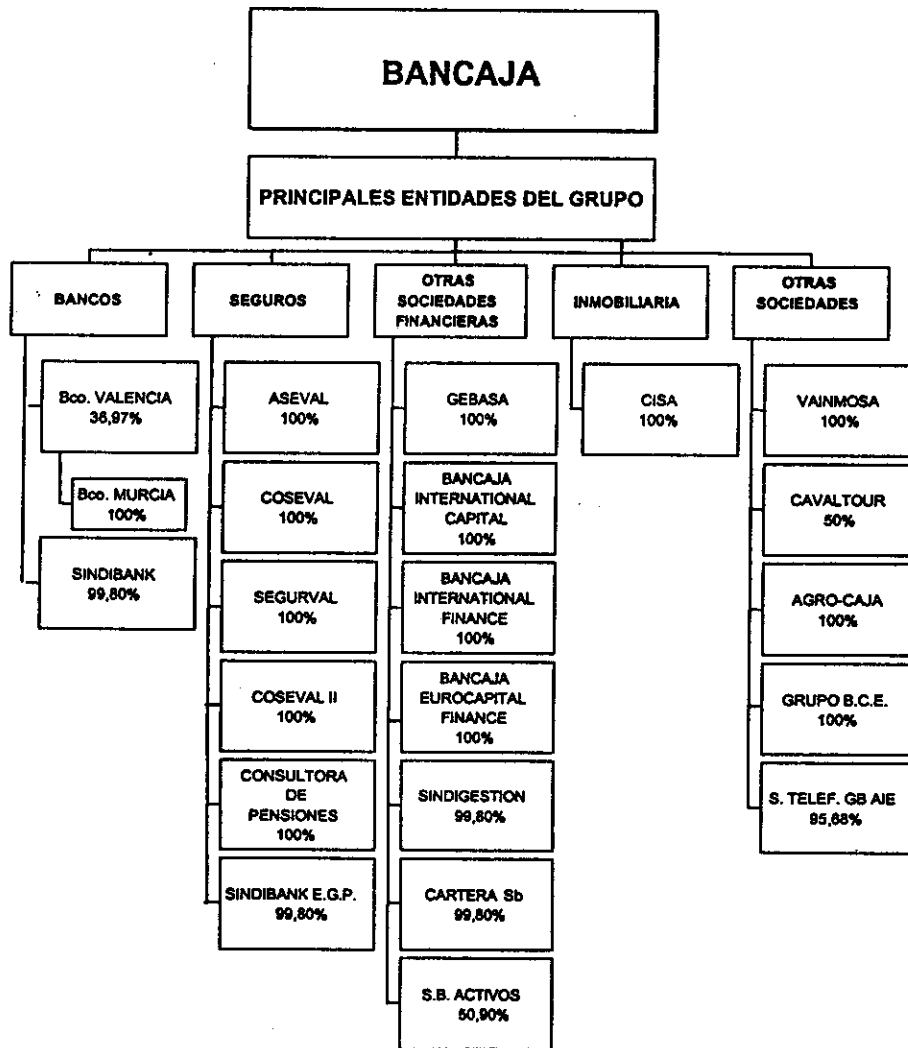 BANCAJA
PRINCIPALES ENTIDADES DEL GRUPO
BANCOS
Bco. VALENCIA
36,97%
Bco. MURCIA
100%
SINDIBANK
99,80%
SEGUROS
ASEVAL
100%
COSEVAL
100%
SEGURVAL
100%
COSEVAL II
100%
CONSULTORA
DE
PENSIONES
100%
SINDIBANK E.G.P.
99,80%
OTRAS
SOCIEDADES
FINANCIERAS
GEBASA
100%
BANCAJA
INTERNATIONAL
CAPITAL
100%
BANCAJA
INTERNATIONAL
FINANCE
100%
BANCAJA
EUROCAPITAL
FINANCE
100%
SINDIGESTION
99,80%
CARTERA Sb
99,80%
S.B. ACTIVOS
50,90%
INMOBILIARIA
CISA
100%
OTRAS
SOCIEDADES
VAINMOSA
100%
CAVALTOUR
50%
AGRO-CAJA
100%
GRUPO B.C.E.
100%
S. TELEF. GB AIE
95,68%